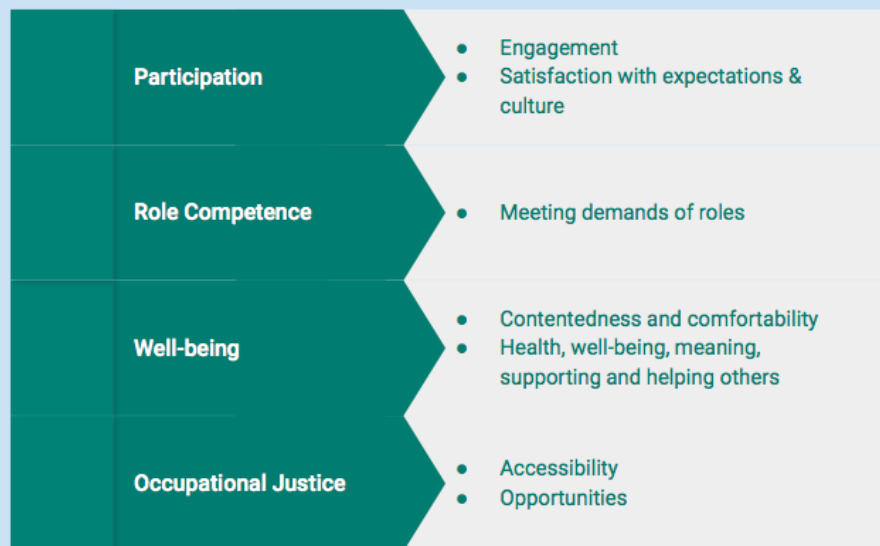 Participation
● Engagement
● Satisfaction with expectations &
culture
Role Competence
● Meeting demands of roles
Well-being
● Contentedness and comfortability
● Health, well-being, meaning,
supporting and helping others
Occupational Justice
● Accessibility
● Opportunities